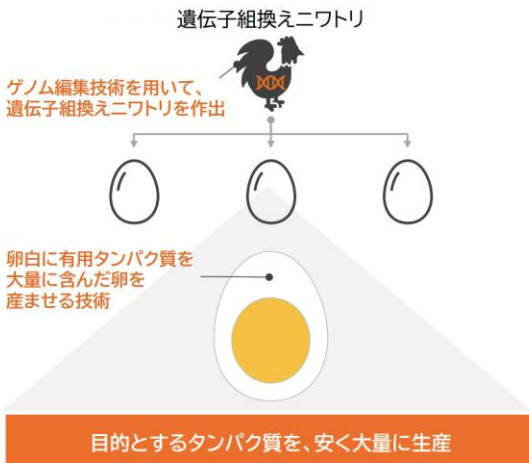 遺伝子組換えニワトリ
ゲノム編集技術を用いて、
遺伝子組換えニワトリを作出
卵白に有用タンパク質を
大量に含んだ卵を
産ませる技術
目的とするタンパク質を、安く大量に生産